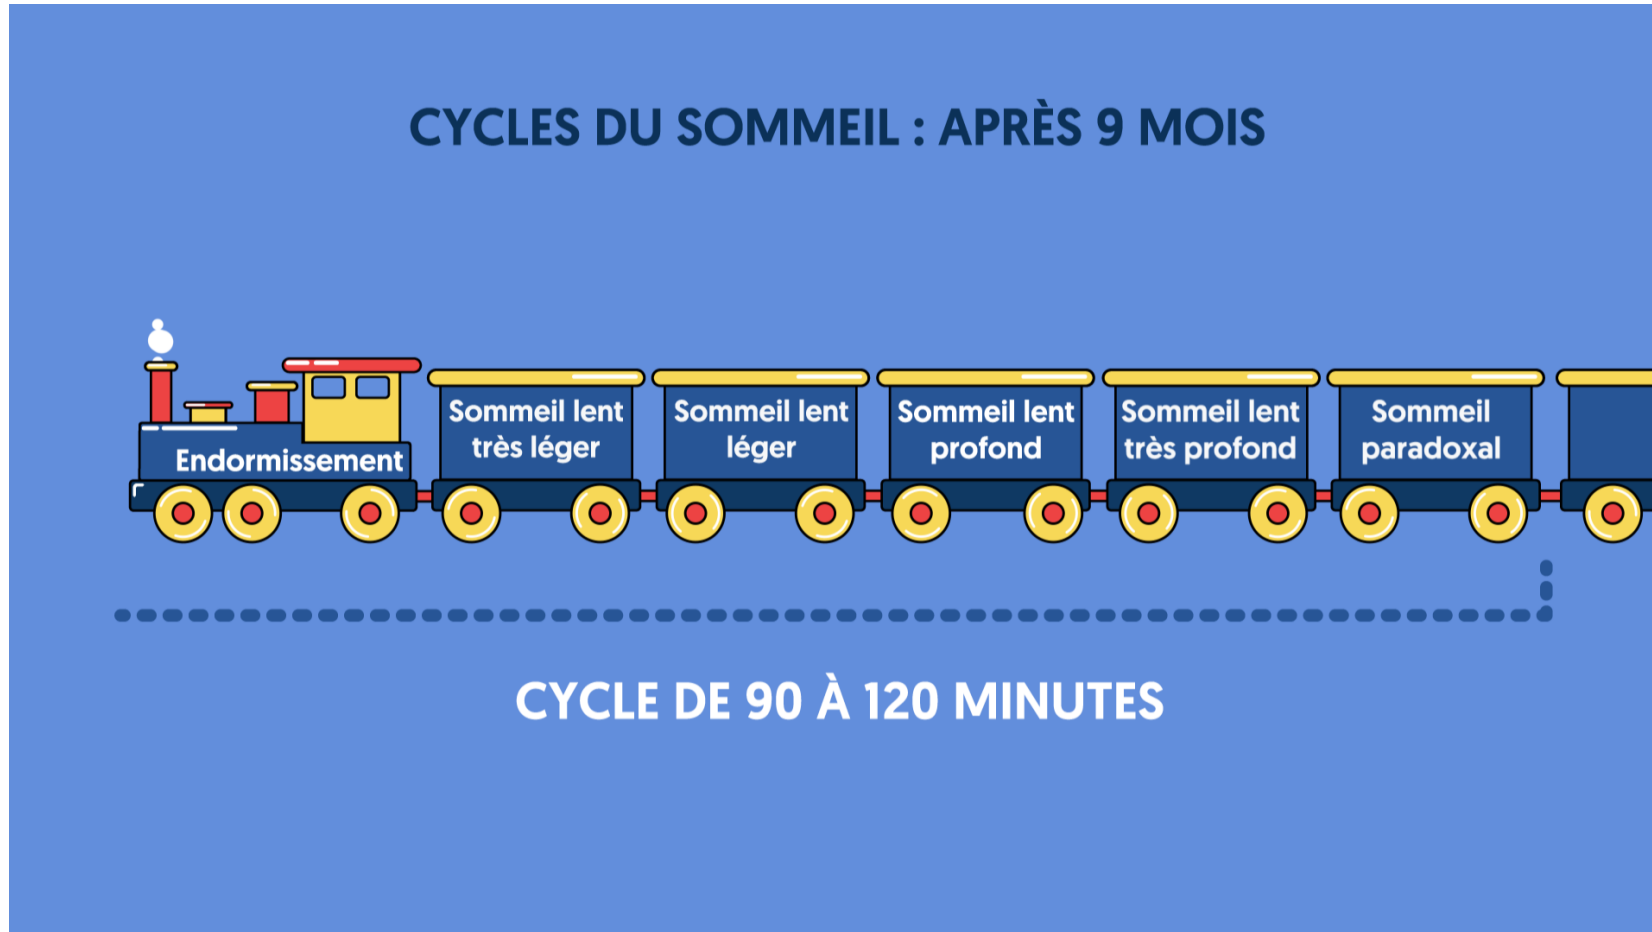 CYCLES DU SOMMEIL : APRÈS 9 MOIS
Endormissement
Sommeil lent
très léger
Sommeil lent
léger
Sommeil lent
profond
Sommeil lent
très profond
Sommeil
paradoxal
CYCLE DE 90 À 120 MINUTES